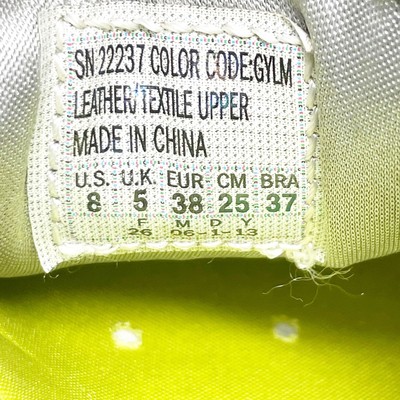 SN 22237 COLOR CODE:GYLM
LEATHER/TEXTILE UPPER
MADE IN CHINA
U.S. U.K. EUR CM BRA
8 5 38 25 37
F M D Y
26 06-1-13